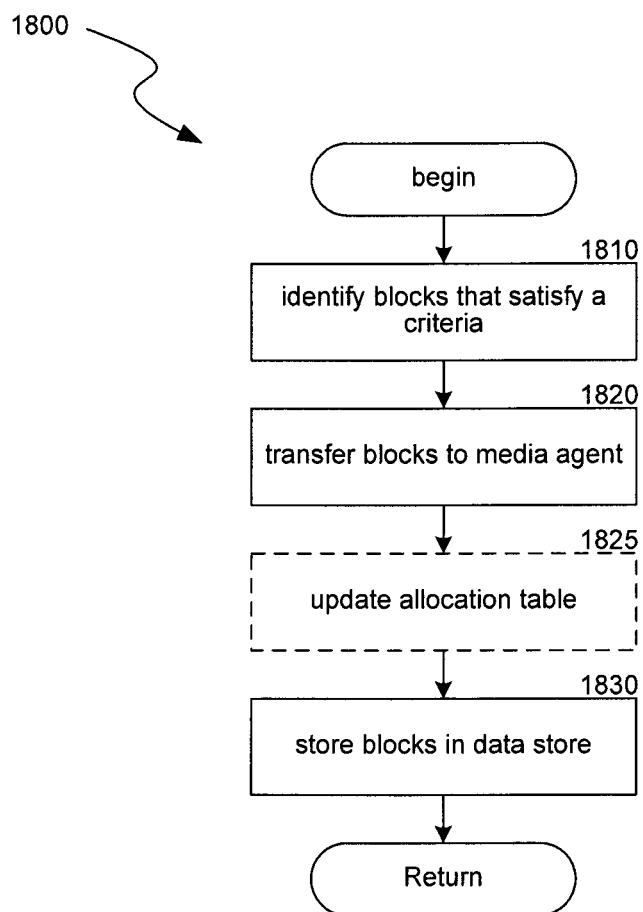 1800
begin
1810
identify blocks that satisfy a
criteria
1820
transfer blocks to media agent
1825
update allocation table
1830
store blocks in data store
Return